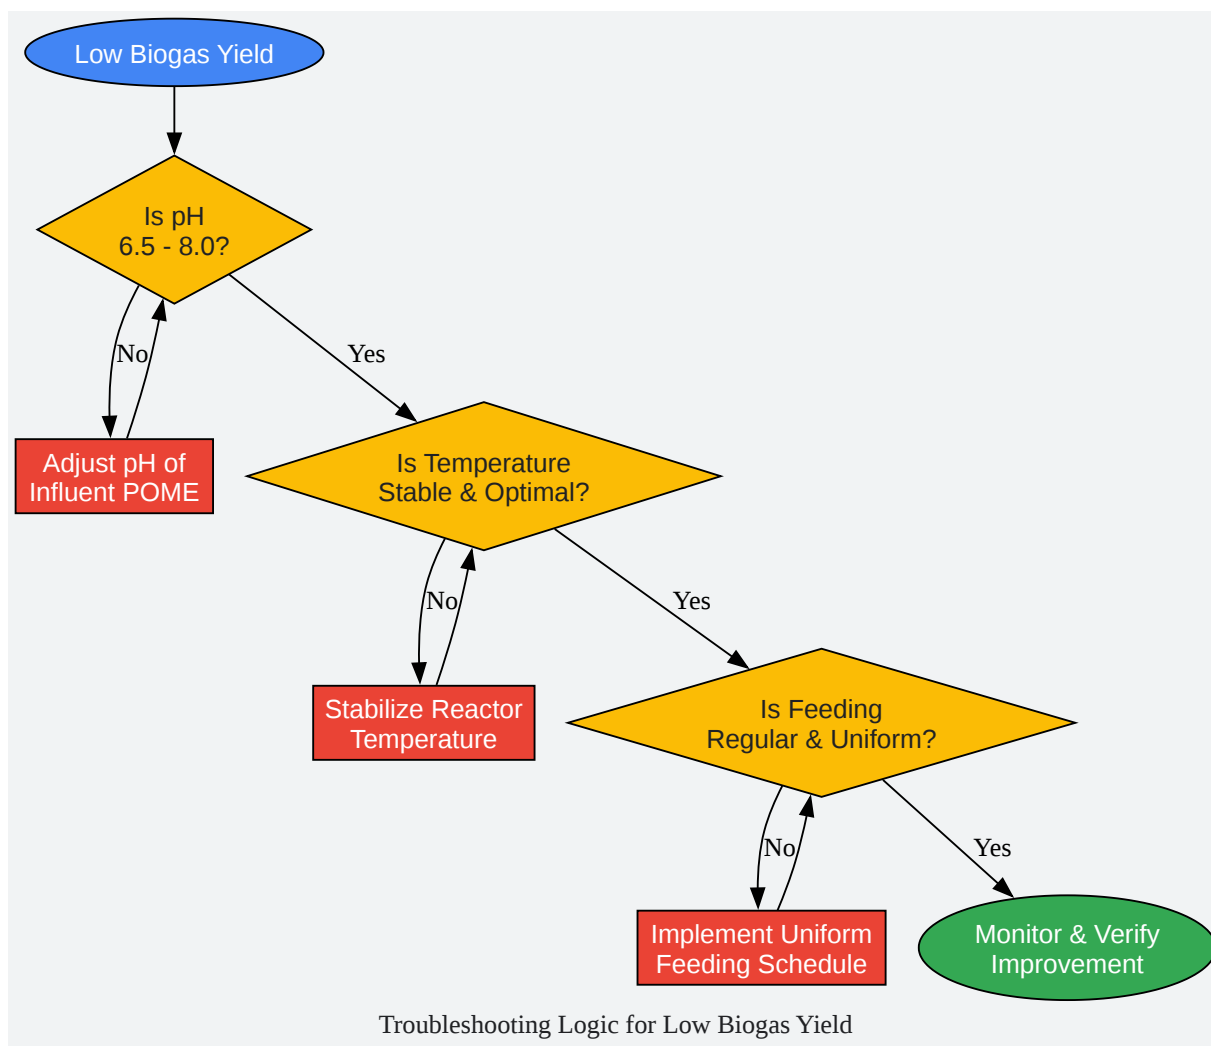 Low Biogas Yield
Is pH
6.5 - 8.0?
No
Yes
Adjust pH of
Influent POME
Is Temperature
Stable & Optimal?
No
Yes
Stabilize Reactor
Temperature
Is Feeding
Regular & Uniform?
No
Yes
Implement Uniform
Feeding Schedule
Monitor & Verify
Improvement
Troubleshooting Logic for Low Biogas Yield